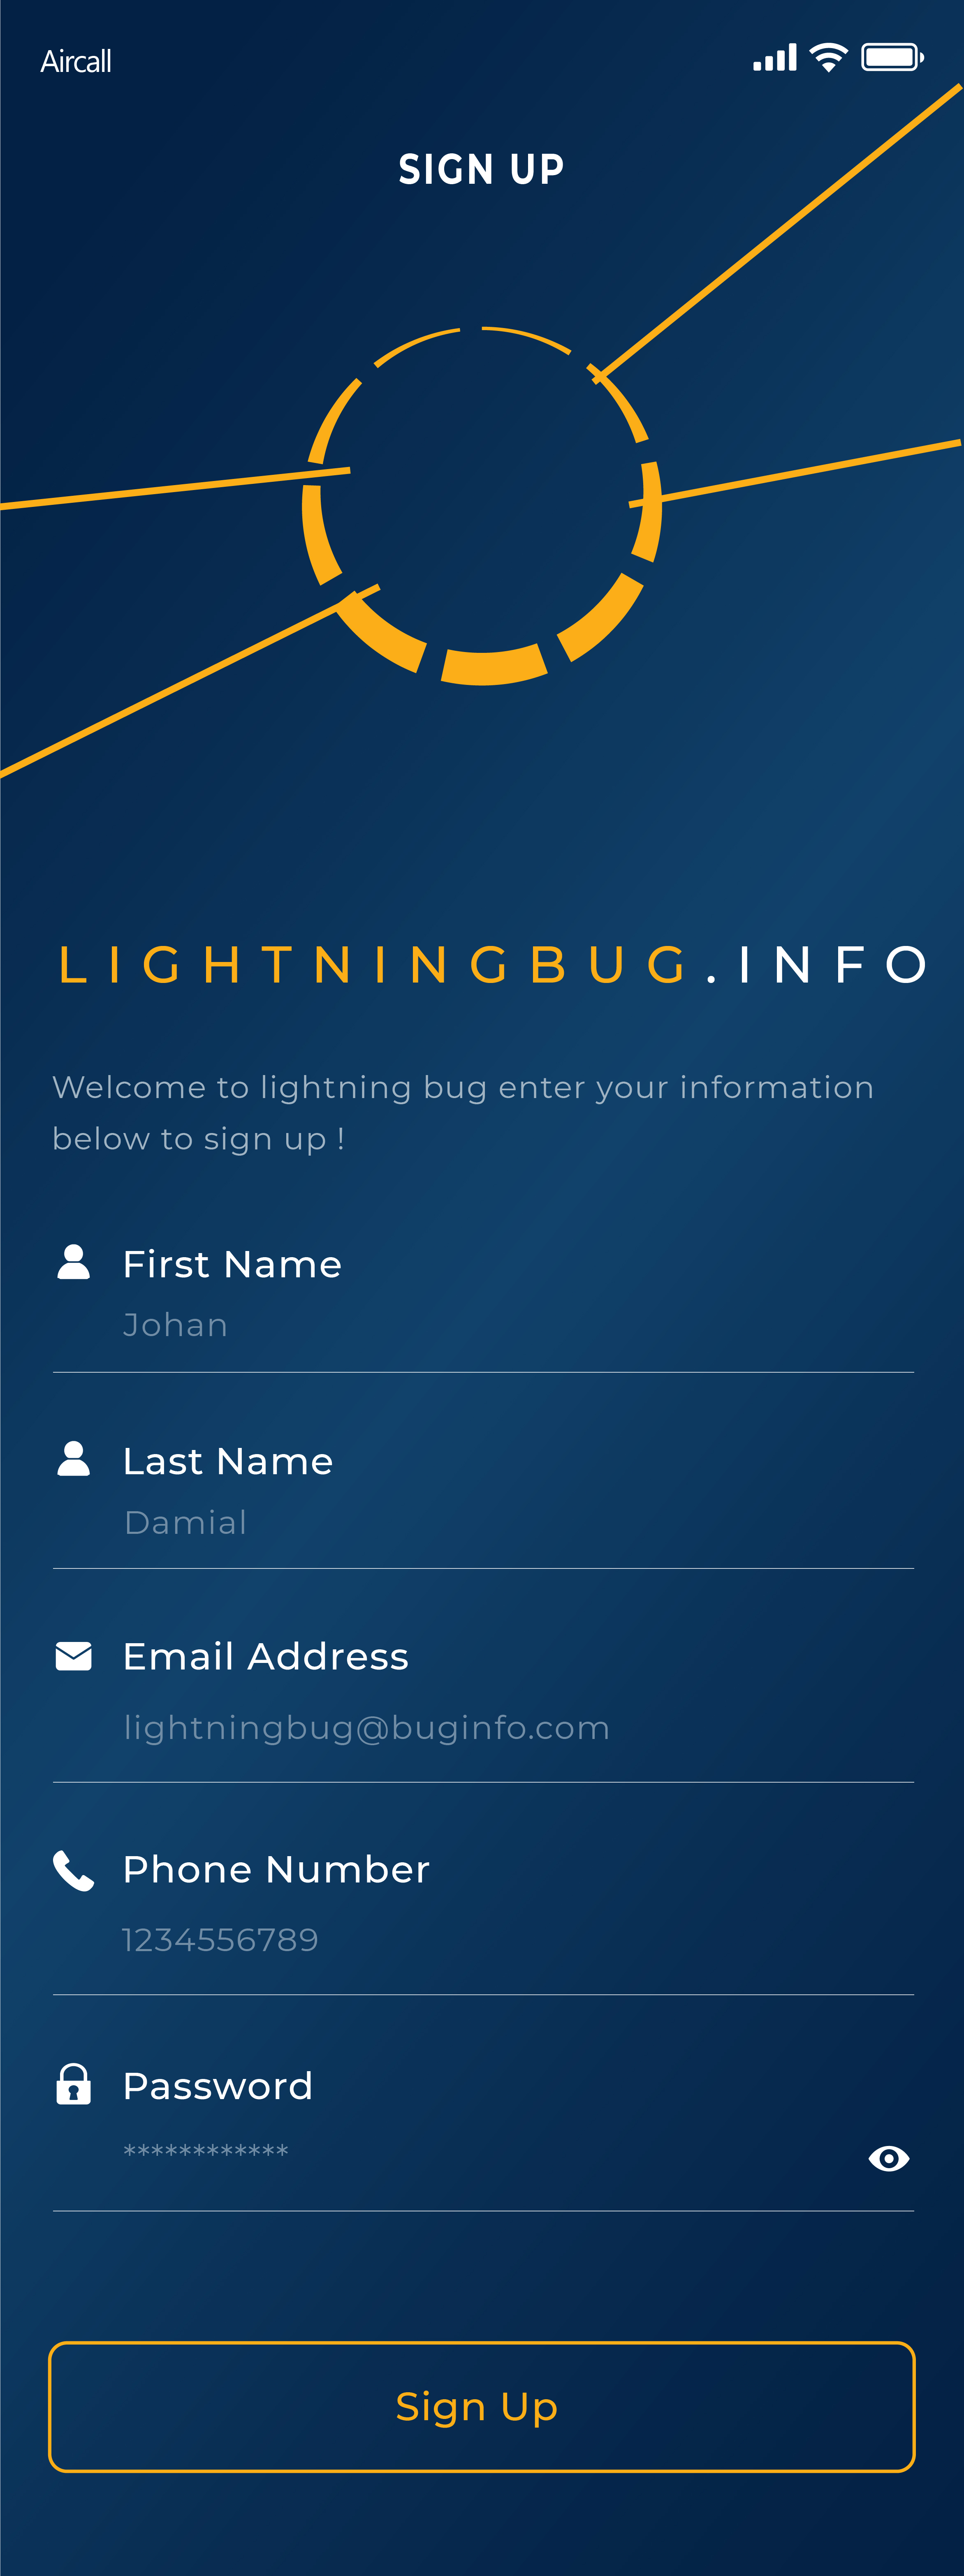 Aircall
SIGN UP
LIGHTNINGBUG.INFO
Welcome to lightning bug enter your information
below to sign up !
First Name
Johan
Last Name
Damial
Email Address
lightningbug@buginfo.com
Phone Number
1234556789
Password
************
Sign Up